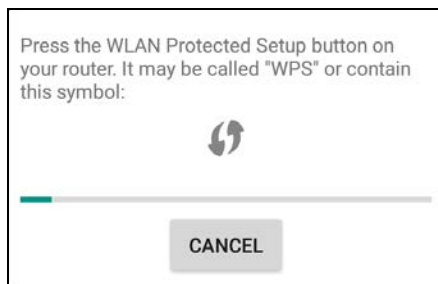 Press the WLAN Protected Setup button on
your router. It may be called "WPS" or contain
this symbol:
CANCEL